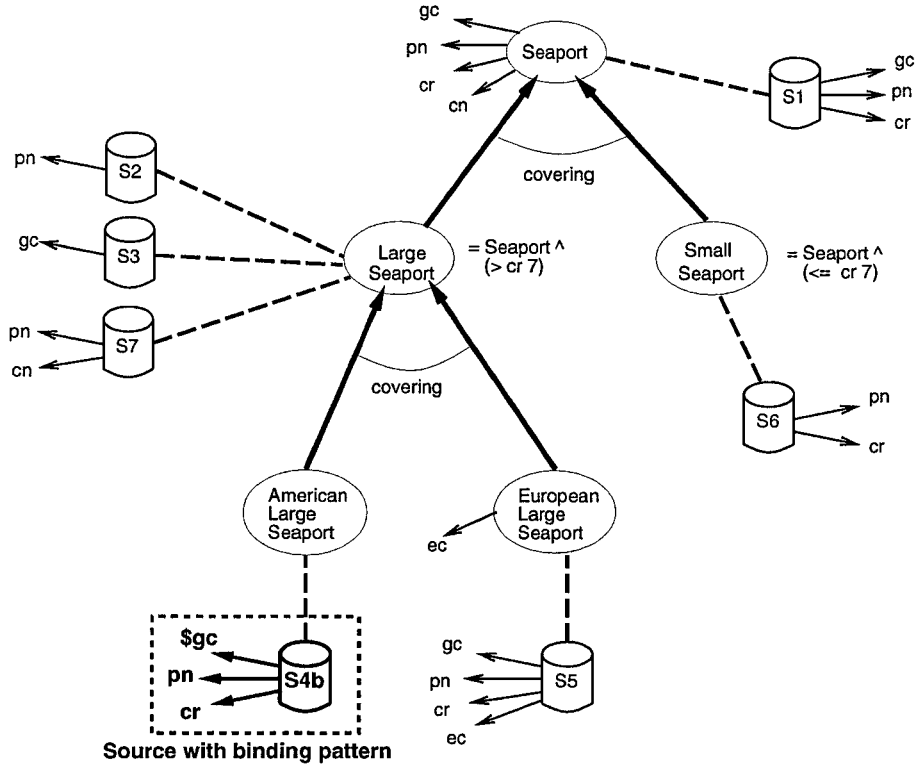 gc
pn
cr
cn
Seaport
S1
gc
pn
cr
covering
S2
pn
S3
gc
S7
pn
cn
Large
Seaport
= Seaport ^
(> cr 7)
Small
Seaport
= Seaport ^
(<= cr 7)
covering
S6
pn
cr
American
Large
Seaport
European
Large
Seaport
ec
$gc
pn
cr
S4b
gc
pn
cr
ec
S5
Source with binding pattern